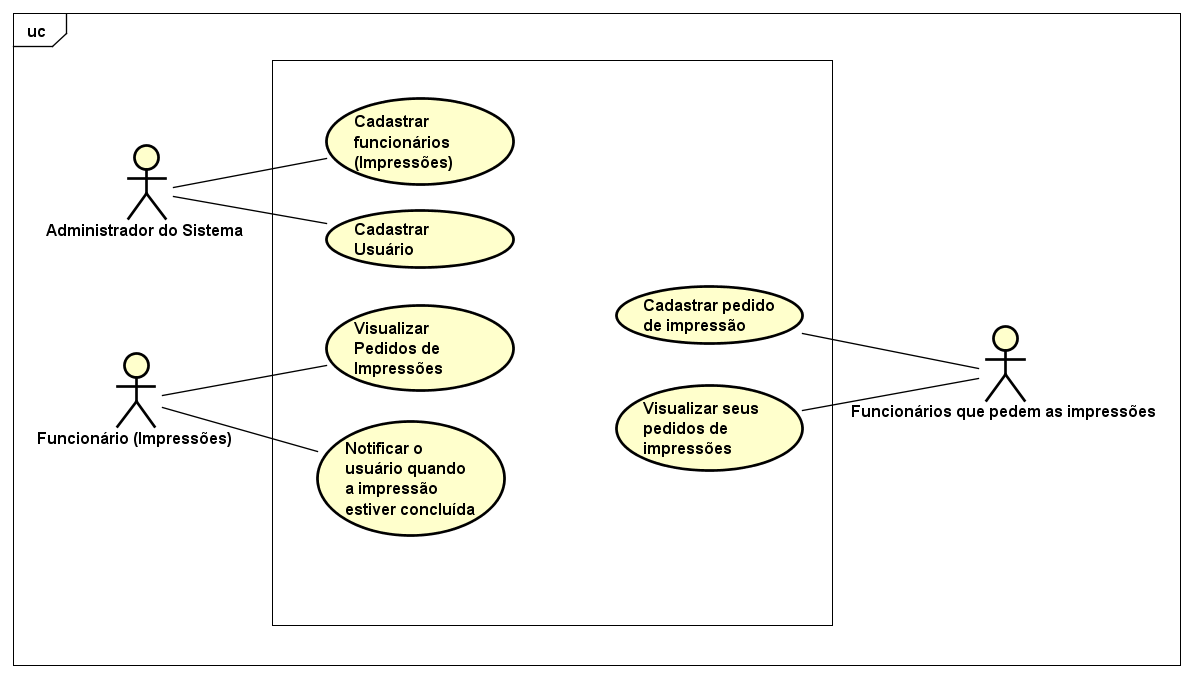 uc
Cadastrar
funcionários
(Impressões)
Administrador do Sistema
Cadastrar
Usuário
Visualizar
Pedidos de
Impressões
Funcionário (Impressões)
Notificar o
usuário quando
a impressão
estiver concluída
Cadastrar pedido
de impressão
Visualizar seus
pedidos de
impressões
Funcionários que pedem as impressões